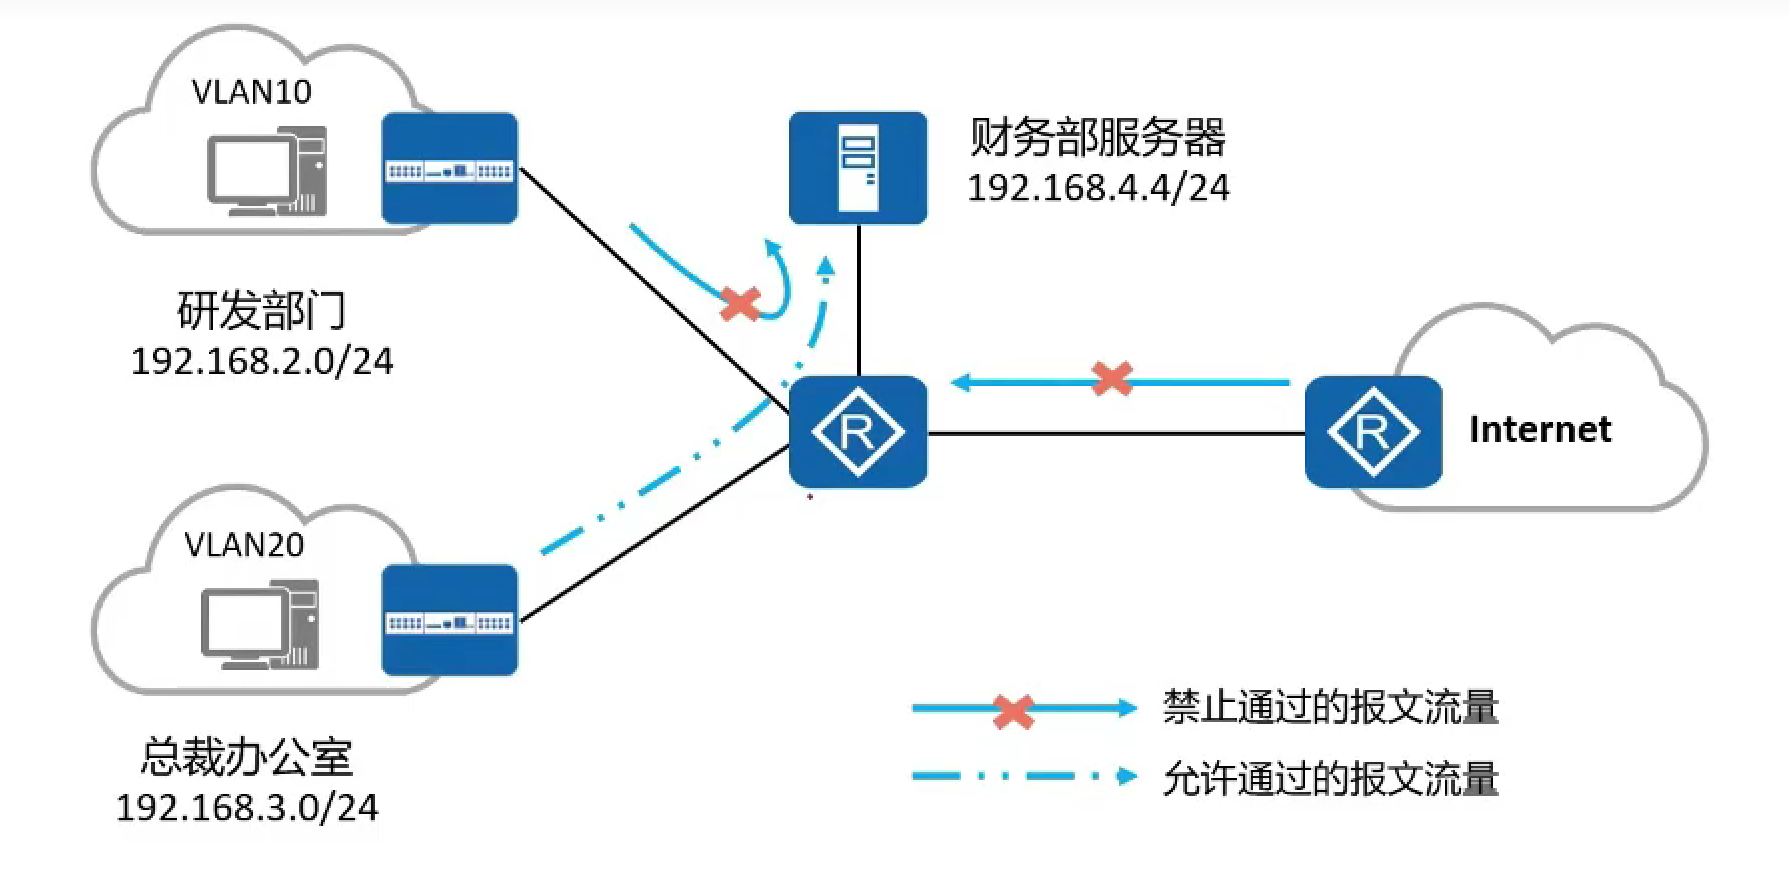 VLAN10
研发部门
192.168.2.0/24
财务部服务器
192.168.4.4/24
R
R
Internet
VLAN20
总裁办公室
192.168.3.0/24
禁止通过的报文流量
允许通过的报文流量